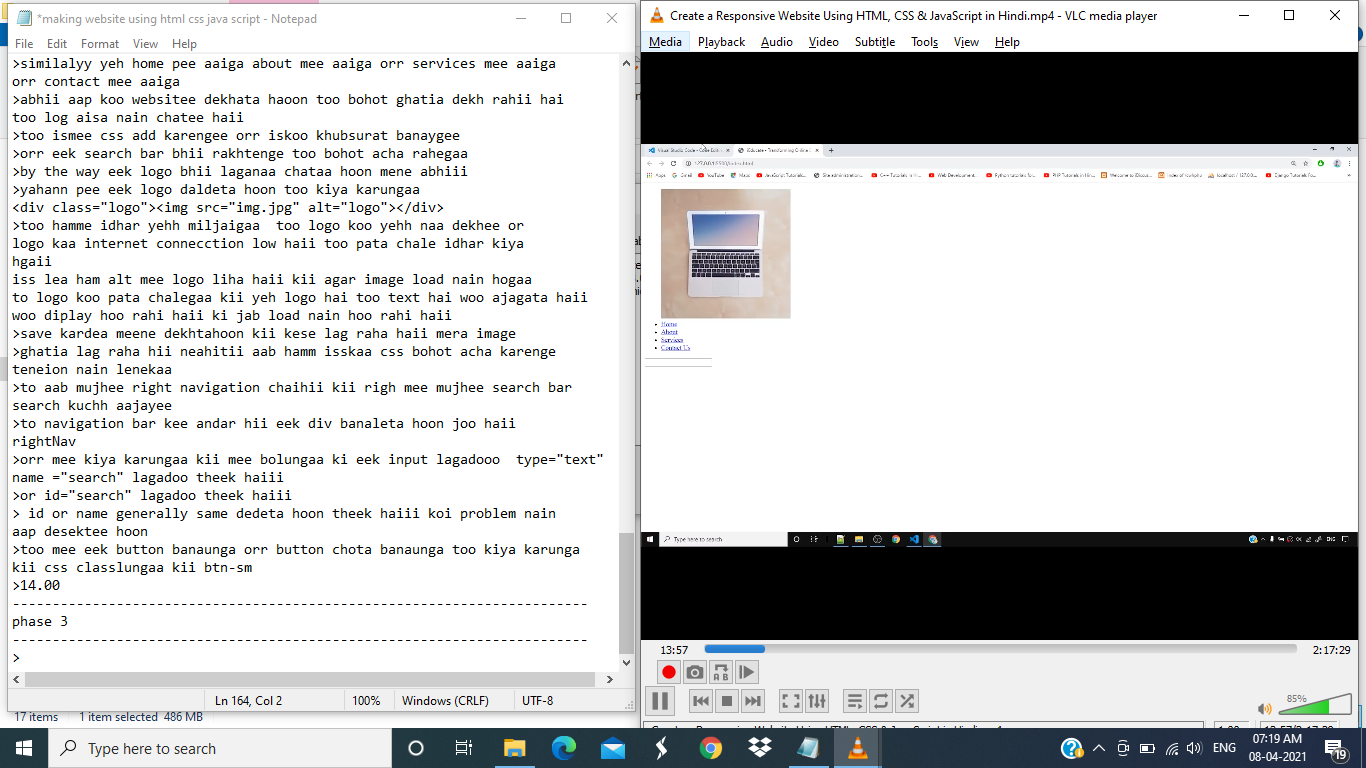 *making website using html css java script - Notepad
File Edit Format View Help
>similalyy yeh home pee aaiga about mee aaiga orr services mee aaiga
orr contact mee aaiga
>abhii aap koo websitee dekhata haoon too bohot ghatia dekh rahii hai
too log aisa nain chatee haii
>too ismee css add karengee orr iskoo khubsurat banaygee
>orr eek search bar bhii rakhtenge too bohot acha rahegaa
>by the way eek logo bhii laganaa chataa hoon mene abhiii
>yahann pee eek logo daldeta hoon too kiya karungaa
<div class="logo"><img src="img.jpg" alt="logo"></div>
>too hamme idhar yehh miljaigaa  too logo koo yehh naa dekhee or
logo kaa internet connecction low haii too pata chale idhar kiya
hgaii
iss lea ham alt mee logo liha haii kii agar image load nain hogaa
to logo koo pata chalegaa kii yeh logo hai too text hai woo ajagata haii
woo diplay hoo rahi haii ki jab load nain hoo rahi haii
>save kardea meene dekhtahoon kii kese lag raha haii mera image
>ghatia lag raha hii neahitii aab hamm isskaa css bohot acha karenge
teneion nain lenekaa
>to aab mujhee right navigation chaihii kii righ mee mujhee search bar
search kuchh aajayee
>to navigation bar kee andar hii eek div banaleta hoon joo haii
rightNav
>orr mee kiya karungaa kii mee bolungaa ki eek input lagadooo  type="text"
name ="search" lagadoo theek haiii
>or id="search" lagadoo theek haiii
> id or name generally same dedeta hoon theek haiii koi problem nain
aap desektee hoon
>too mee eek button banaunga orr button chota banaunga too kiya karunga
kii css classlungaa kii btn-sm
>14.00
------------------------------------------------------------------------
phase 3
------------------------------------------------------------------------
>
Ln 164, Col 2 100% Windows (CRLF) UTF-8
17 items 1 item selected 486 MB
Create a Responsive Website Using HTML, CSS & JavaScript in Hindi.mp4 - VLC media player
Media Playback Audio Video Subtitle Tools View Help
Home
About
Services
Contact Us
Type here to search
13:57 2:17:29
85%
Type here to search
ENG
07:19 AM
08-04-2021
19